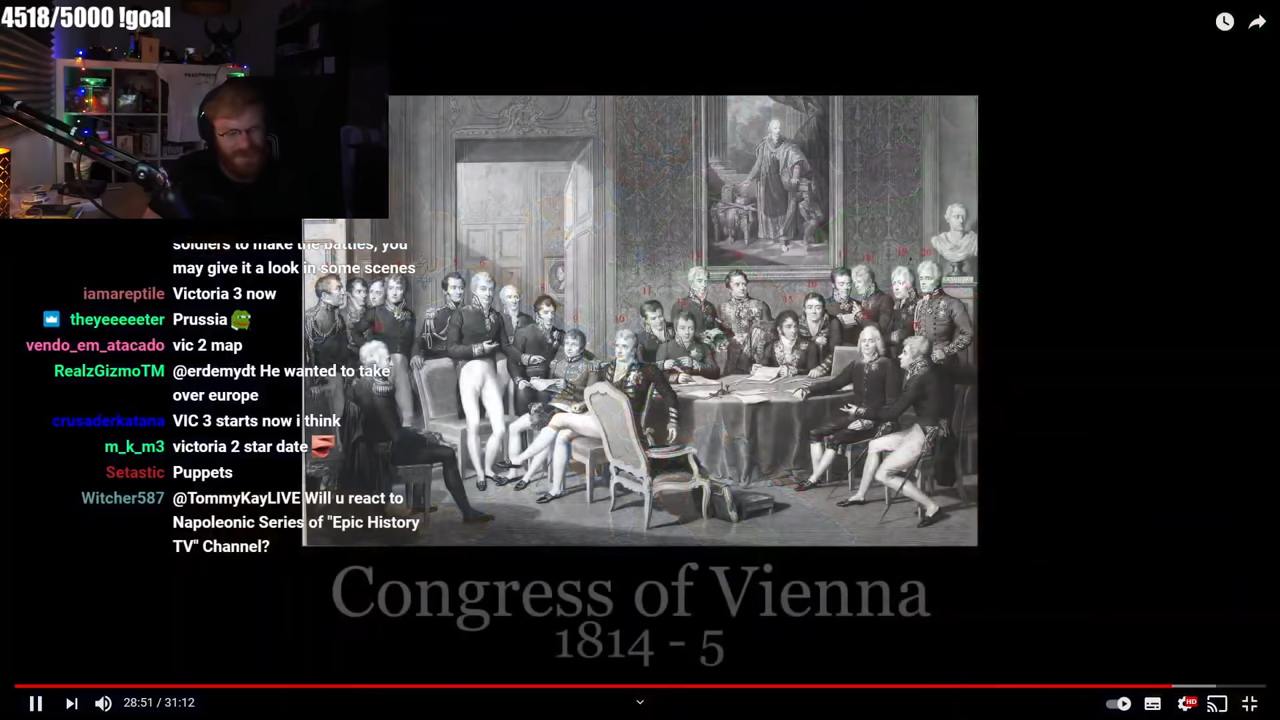 4518/5000 !goal
soldiers to make the battles, you
may give it a look in some scenes
iamareptile Victoria 3 now
theyeeeeeter Prussia
vendo_em_atacado vic 2 map
RealzGizmoTM @erdemydt He wanted to take
over europe
crusaderkatana VIC 3 starts now i think
m_k_m3 victoria 2 star date
Setastic Puppets
Witcher587 @TommyKayLIVE Will u react to
Napoleonic Series of "Epic History
TV" Channel?
Congress of Vienna
1814 - 5
28:51 / 31:12
HD